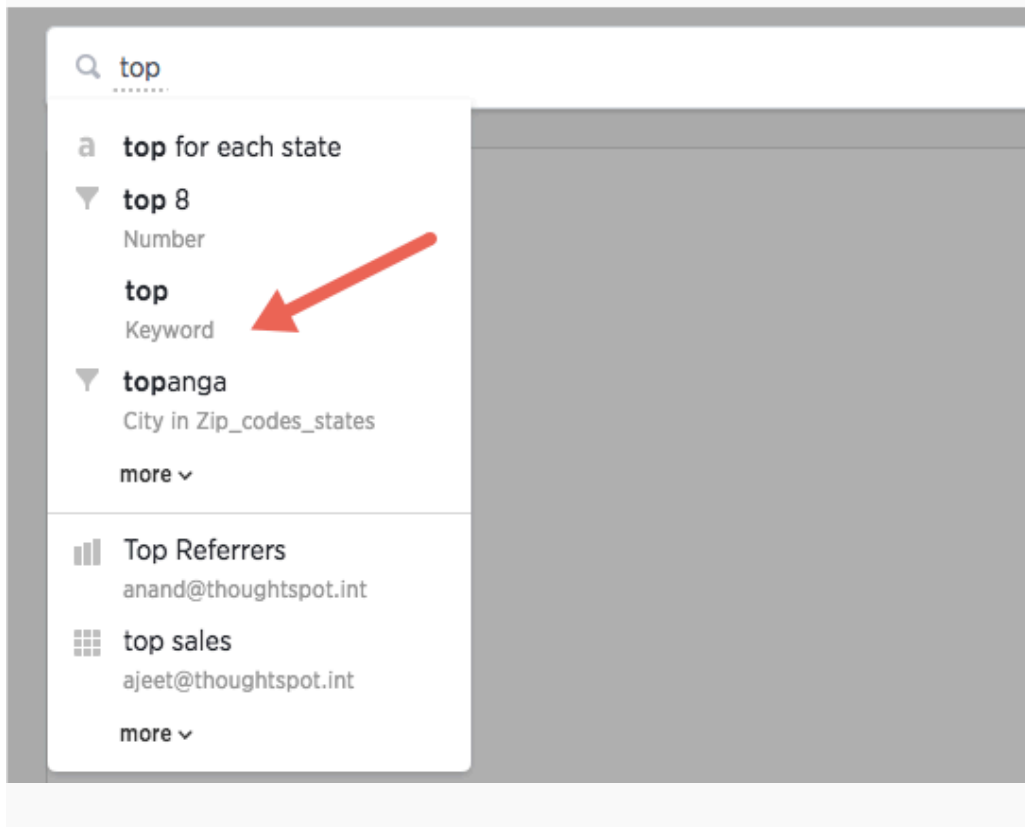 top
a top for each state
top 8
Number
top
Keyword
topanga
City in Zip_codes_states
more
Top Referrers
anand@thoughtspot.int
top sales
ajeet@thoughtspot.int
more